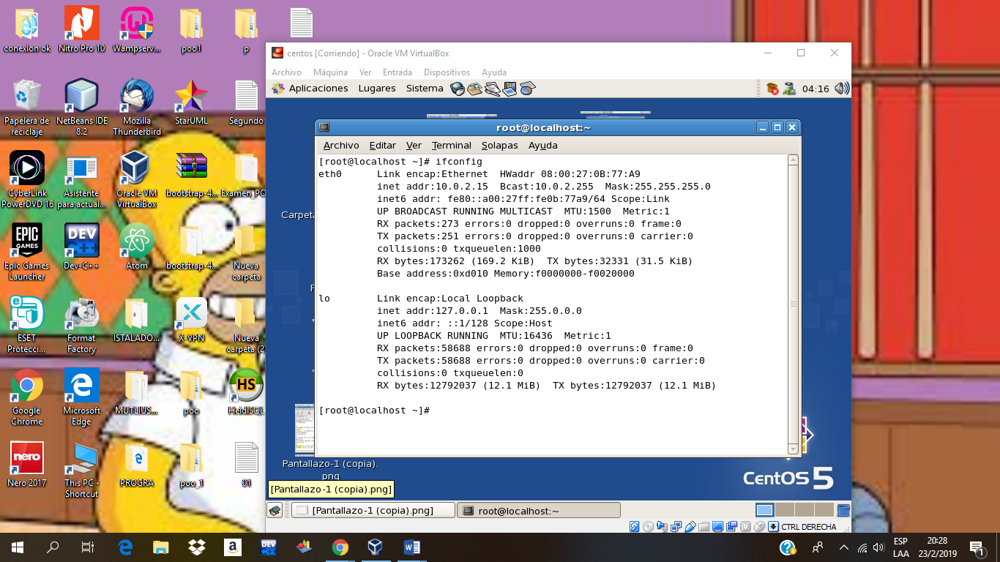 conexion ok
Nitro Pro 10
Wampserv...
poo1
p
Papelera de
reciclaje
NetBeans IDE
8.2
Mozilla
Thunderbird
StarUML
Segundo
CyberLink
PowerDVD 16
Asistente
para actual...
Oracle VM
VirtualBox
bootstrap-4...
Examen_PO
Epic Games
Launcher
Dev-C++
Atom
bootstrap-4...
Nueva
carpeta
ESET
Protecci...
Format
Factory
ISTALADO...
X-VPN
Nueva
carpeta (2
Google
Chrome
Microsoft
Edge
MUTLIUS...
poo
HeidiSQL
Nero 2017
This PC -
Shortcut
PROGRA
poo_1
01
centos [Corriendo] - Oracle VM VirtualBox
Archivo Máquina Ver Entrada Dispositivos Ayuda
Aplicaciones Lugares Sistema 04:16
root@localhost:~
Archivo Editar Ver Terminal Solapas Ayuda
[root@localhost ~]# ifconfig
eth0 Link encap:Ethernet HWaddr 08:00:27:0B:77:A9
inet addr:10.0.2.15 Bcast:10.0.2.255 Mask:255.255.255.0
inet6 addr: fe80::a00:27ff:fe0b:77a9/64 Scope:Link
UP BROADCAST RUNNING MULTICAST MTU:1500 Metric:1
RX packets:273 errors:0 dropped:0 overruns:0 frame:0
TX packets:251 errors:0 dropped:0 overruns:0 carrier:0
collisions:0 txqueuelen:1000
RX bytes:173262 (169.2 KiB) TX bytes:32331 (31.5 KiB)
Base address:0xd010 Memory:f0000000-f0020000
lo Link encap:Local Loopback
inet addr:127.0.0.1 Mask:255.0.0.0
inet6 addr: ::1/128 Scope:Host
UP LOOPBACK RUNNING MTU:16436 Metric:1
RX packets:58688 errors:0 dropped:0 overruns:0 frame:0
TX packets:58688 errors:0 dropped:0 overruns:0 carrier:0
collisions:0 txqueuelen:0
RX bytes:12792037 (12.1 MiB) TX bytes:12792037 (12.1 MiB)
[root@localhost ~]#
Carpeta
Pantallazo-1 (copia).
png
[Pantallazo-1 (copia).png]
CentOS 5
[Pantallazo-1 (copia).png]
root@localhost:~
CTRL DERECHA
ESP
LAA
20:28
23/2/2019
1